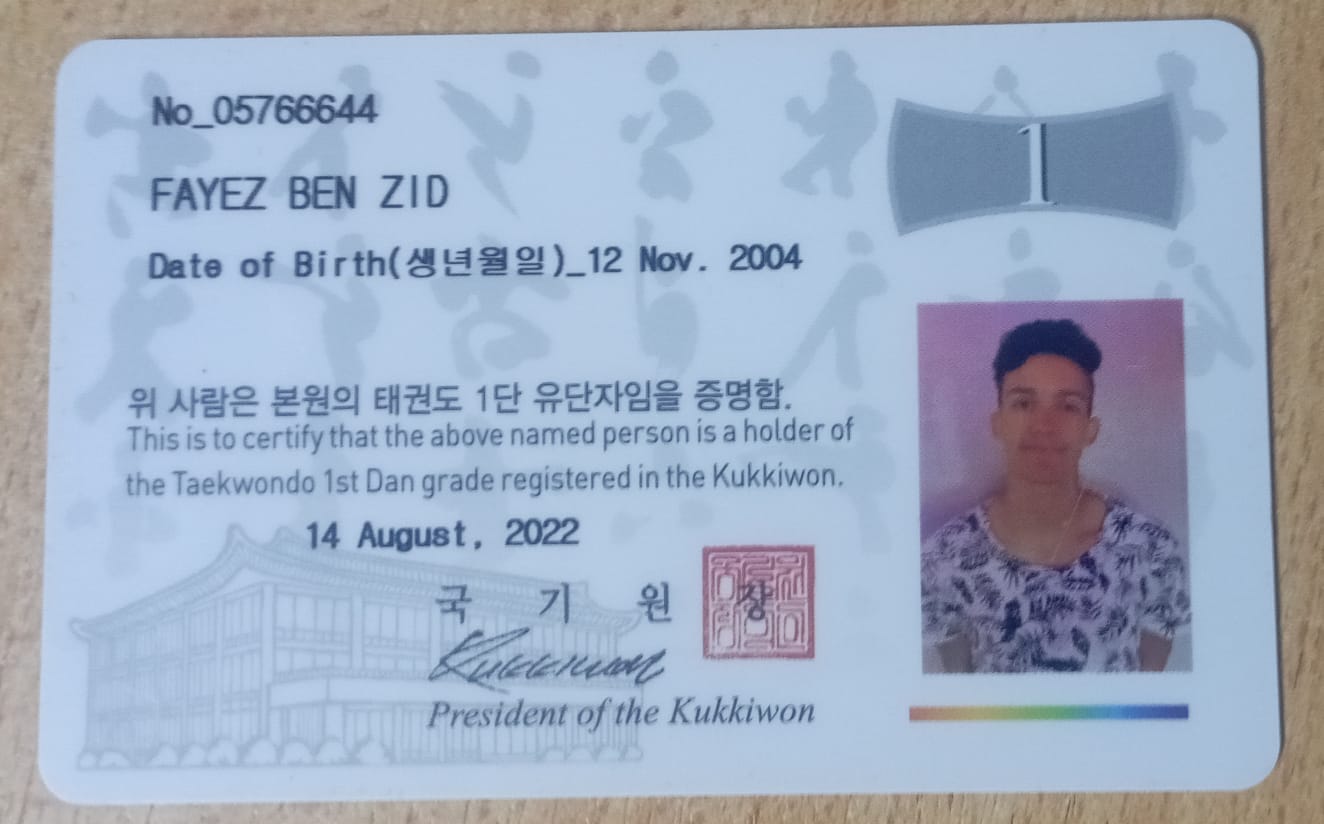 No_05766644
1
FAYEZ BEN ZID
Date of Birth(생년월일)_12 Nov. 2004
위 사람은 본원의 태권도 1단 유단자임을 증명함.
This is to certify that the above named person is a holder of
the Taekwondo 1st Dan grade registered in the Kukkiwon.
14 August, 2022
국 기 원 장
Kukkiwon
President of the Kukkiwon